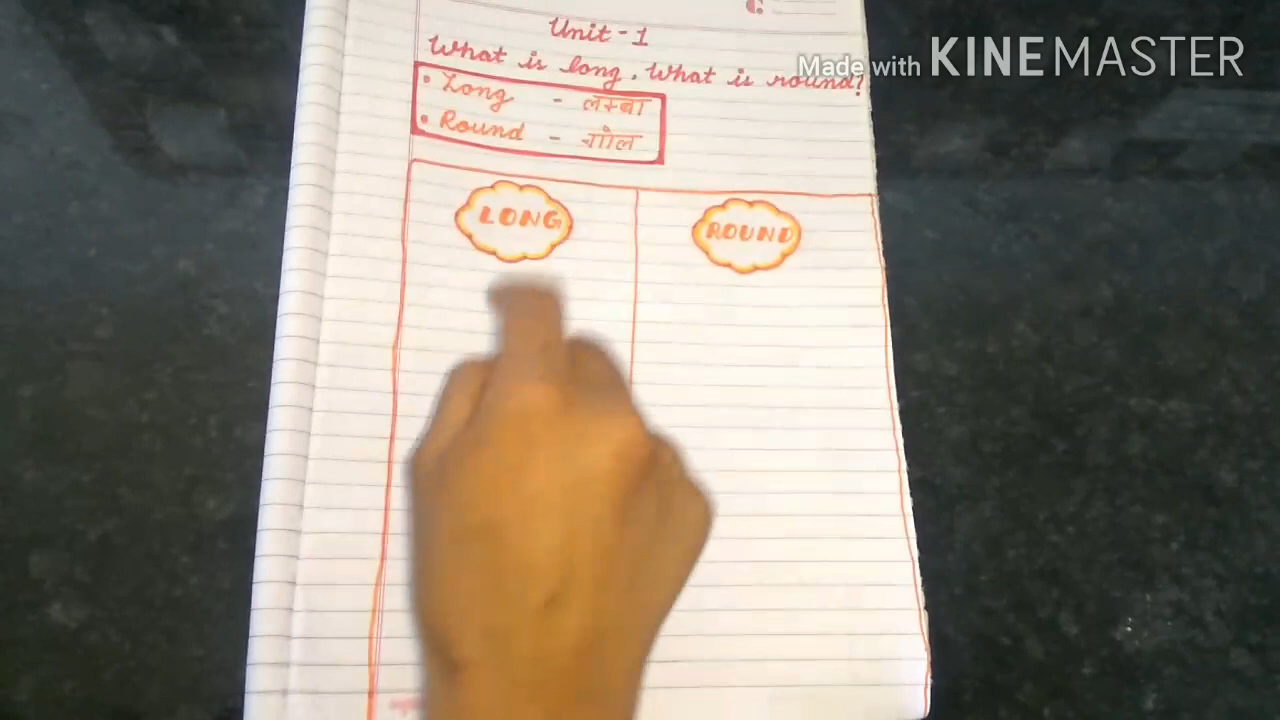 Unit - 1
What is long. What is round?
Made with KINEMASTER
• Long - लम्बा
• Round - गोल
LONG
ROUND